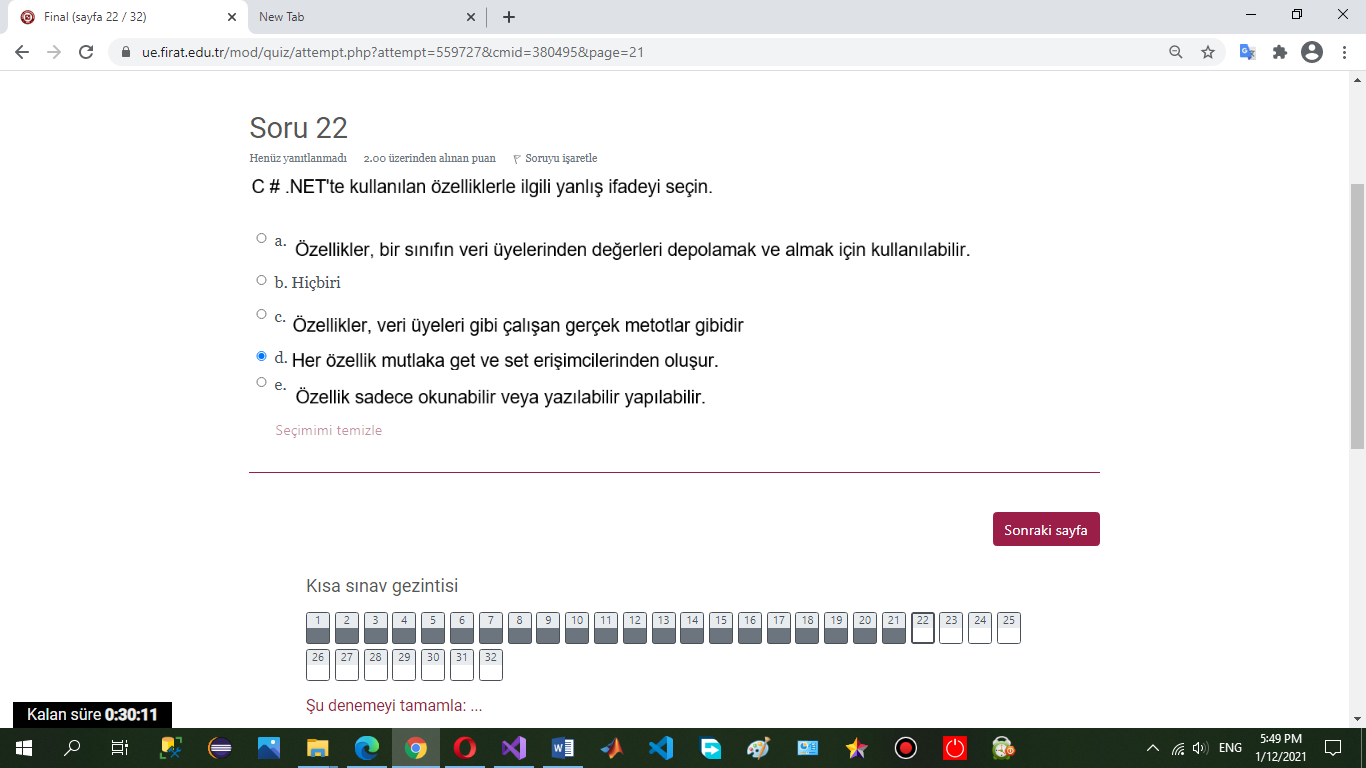 Final (sayfa 22 / 32)
New Tab
ue.firat.edu.tr/mod/quiz/attempt.php?attempt=559727&cmid=380495&page=21
Soru 22
Henüz yanıtlanmadı 2.00 üzerinden alınan puan Soruyu işaretle
C # .NET'te kullanılan özelliklerle ilgili yanlış ifadeyi seçin.
a. Özellikler, bir sınıfın veri üyelerinden değerleri depolamak ve almak için kullanılabilir.
b. Hiçbiri
c. Özellikler, veri üyeleri gibi çalışan gerçek metotlar gibidir
d. Her özellik mutlaka get ve set erişimcilerinden oluşur.
e. Özellik sadece okunabilir veya yazılabilir yapılabilir.
Seçimimi temizle
Sonraki sayfa
Kısa sınav gezintisi
1 2 3 4 5 6 7 8 9 10 11 12 13 14 15 16 17 18 19 20 21 22 23 24 25
26 27 28 29 30 31 32
Şu denemeyi tamamla: ...
Kalan süre 0:30:11
ENG
5:49 PM
1/12/2021